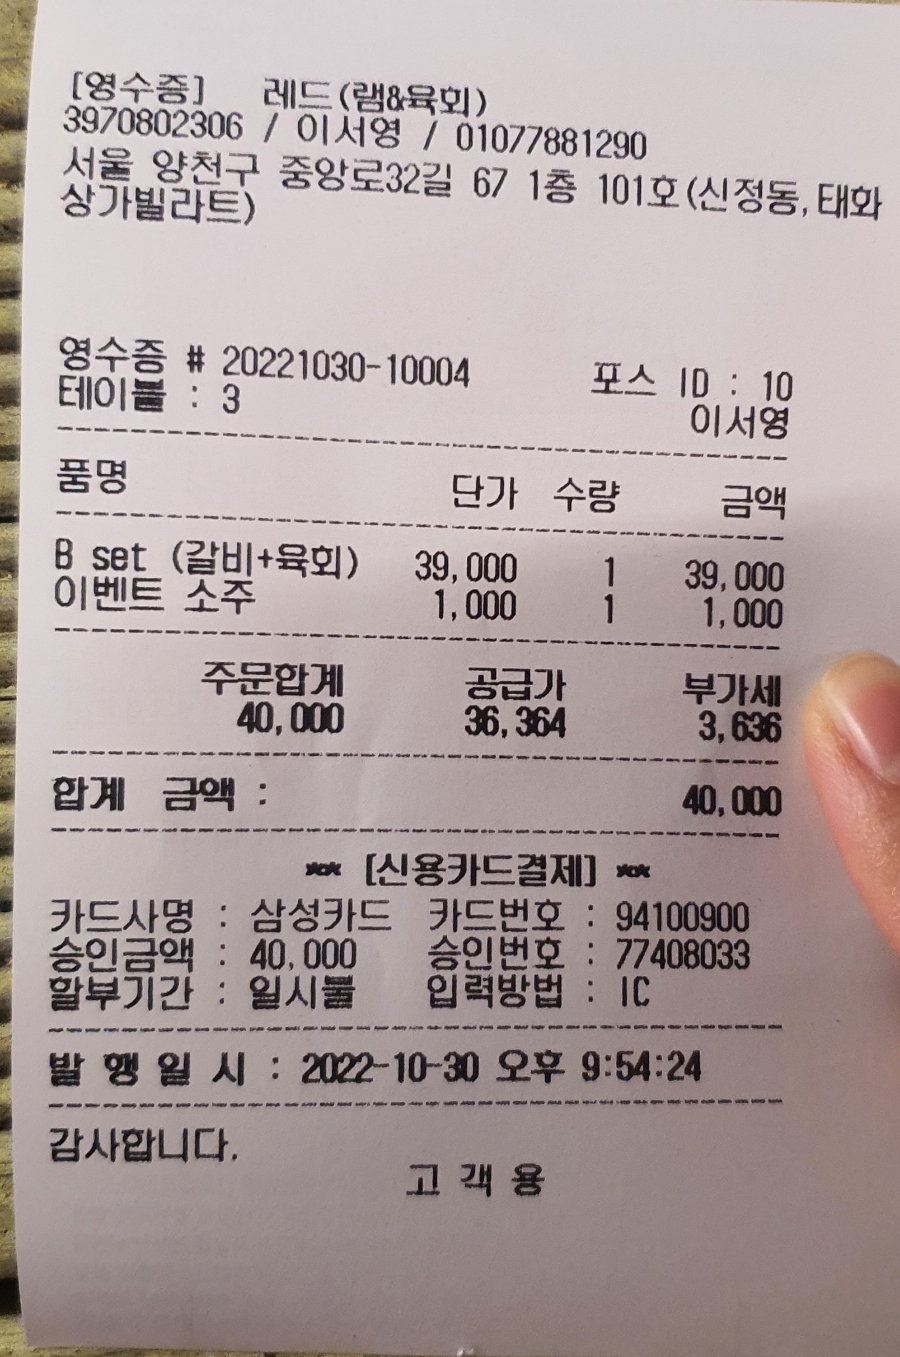 [영수증] 레드(램&육회)
3970802306 / 이서영 / 01077881290
서울 양천구 중앙로32길 67 1층 101호(신정동,태화
상가빌라트)
영수증 # 20221030-10004 포스 ID : 10
테이블 : 3 이서영
품명 단가 수량 금액
B set (갈비+육회) 39,000 1 39,000
이벤트 소주 1,000 1 1,000
주문합계 공급가 부가세
40,000 36,364 3,636
합계 금액 : 40,000
** [신용카드결제] **
카드사명 : 삼성카드 카드번호 : 94100900
승인금액 : 40,000 승인번호 : 77408033
할부기간 : 일시불 입력방법 : IC
발 행 일 시 : 2022-10-30 오후 9:54:24
감사합니다.
고 객 용